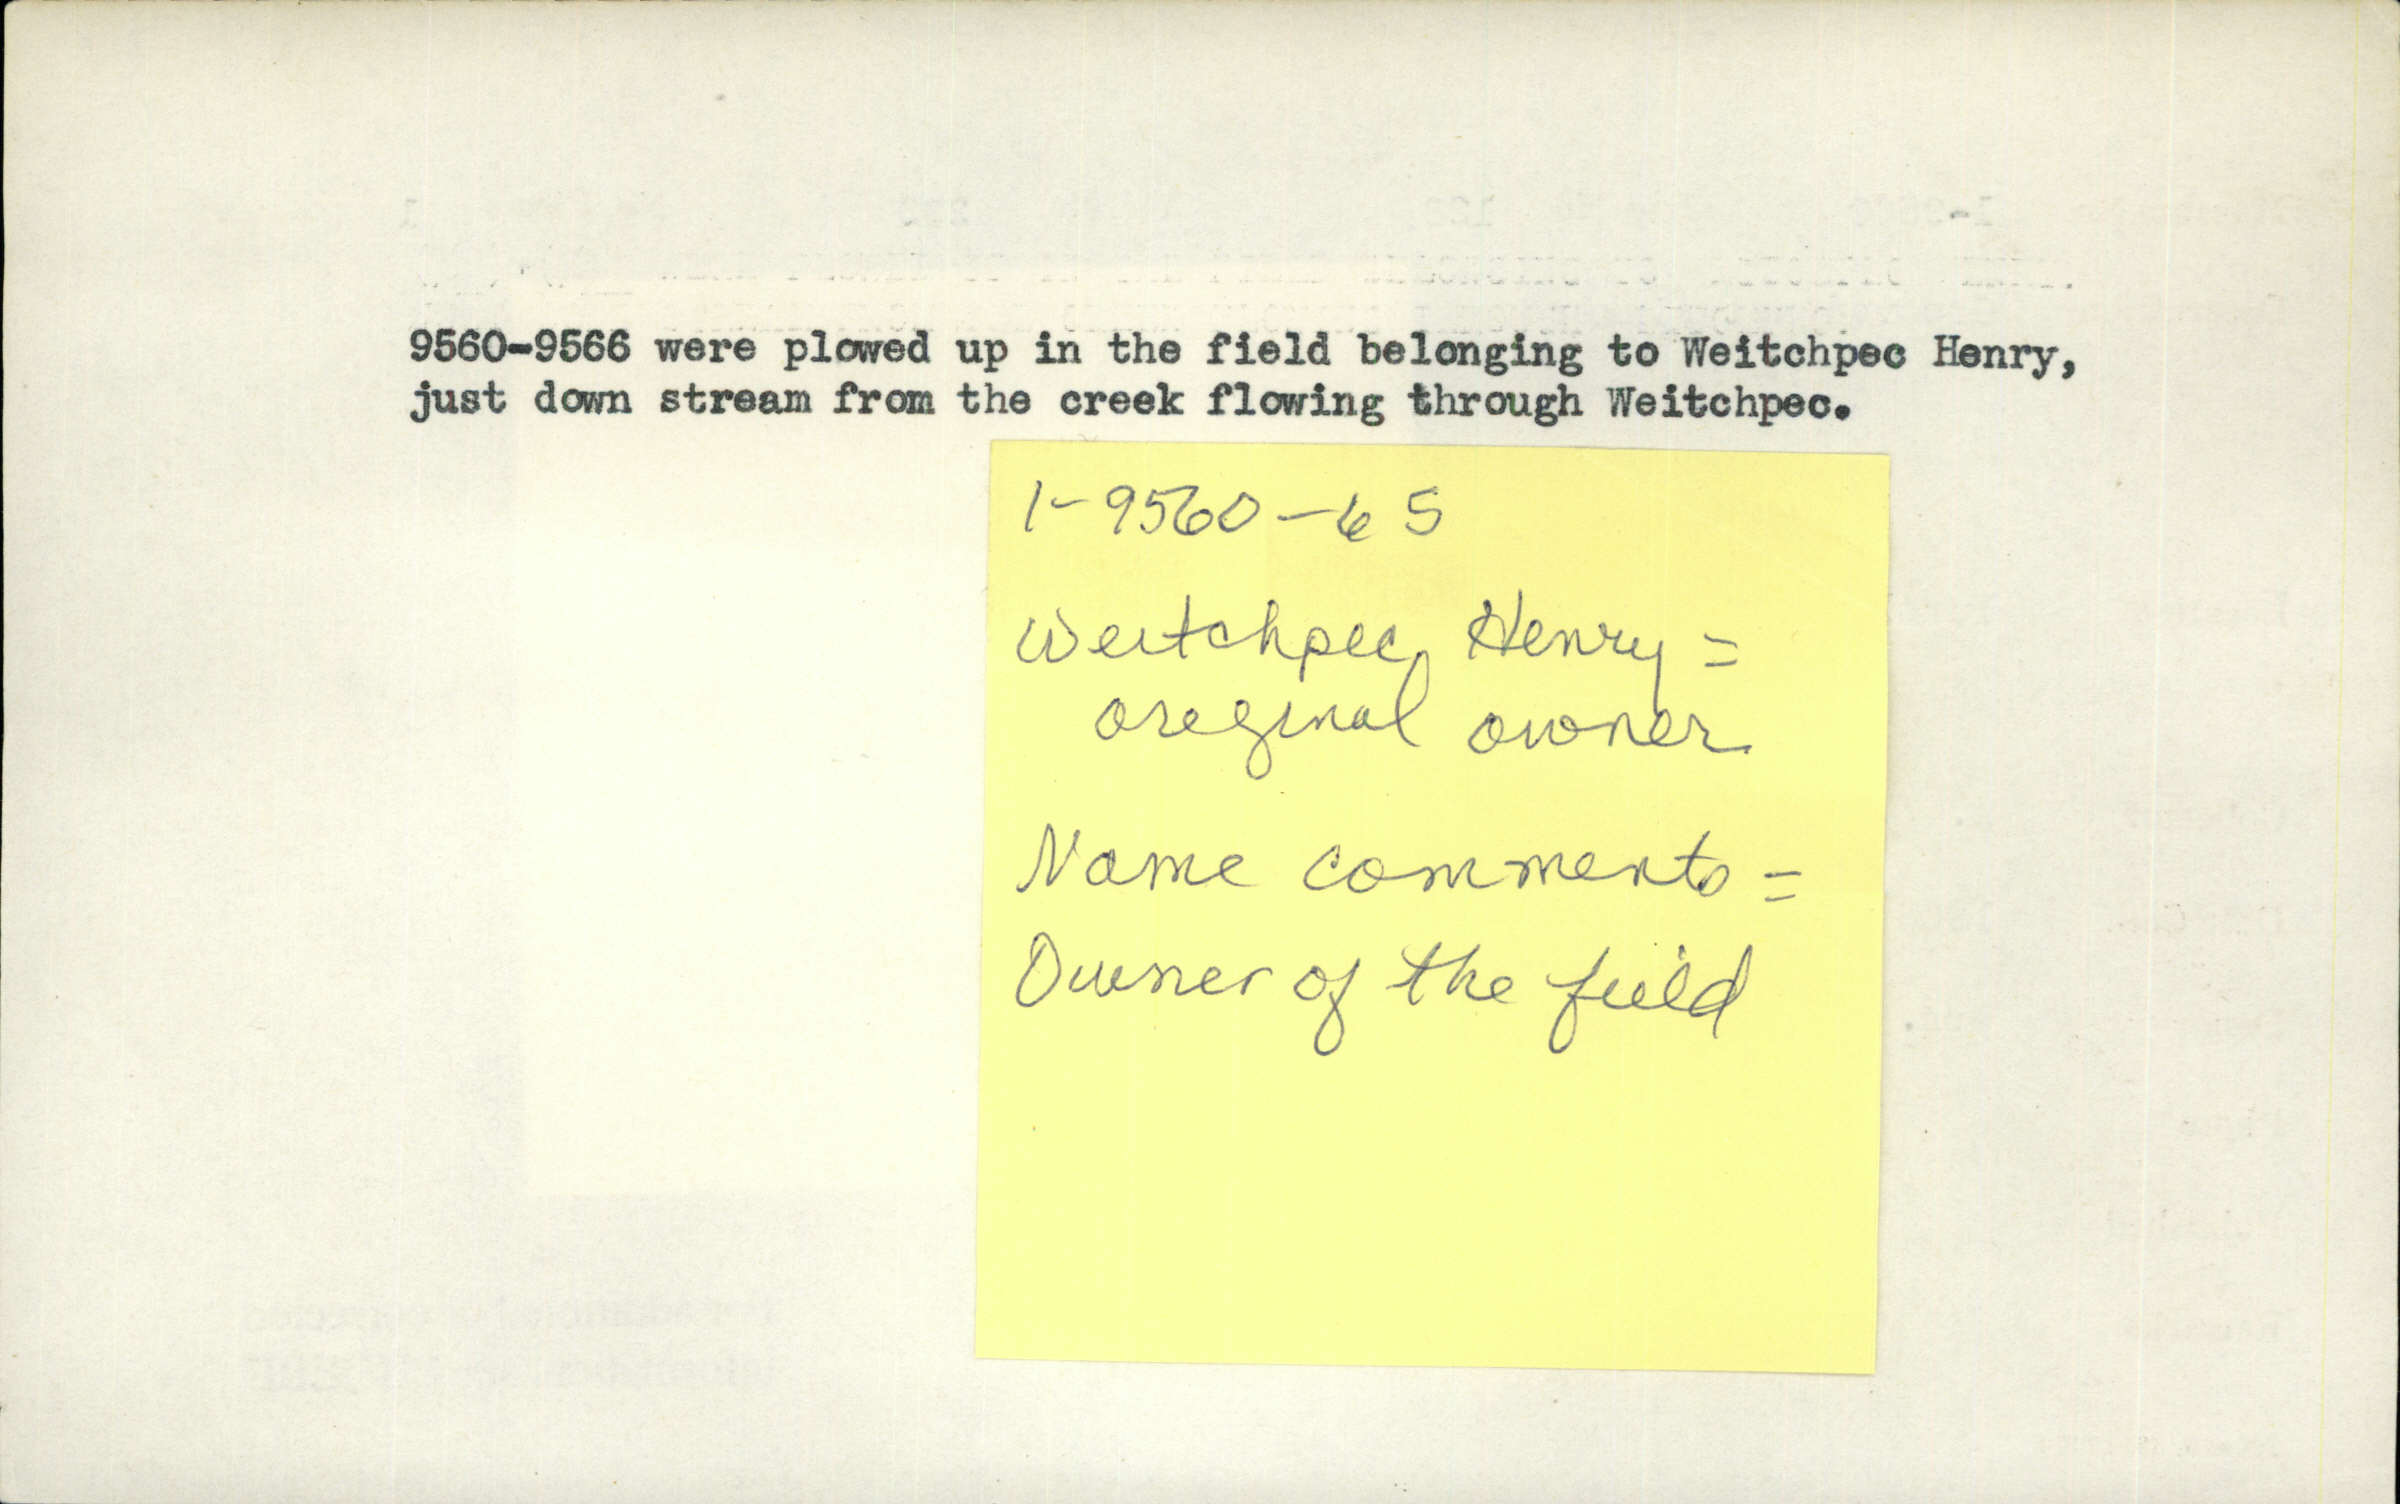 9560-9566 were plowed up in the field belonging to Weitchpec Henry,
just down stream from the creek flowing through Weitchpec.
1-9560-65
Weitchpec Henry =
original owner
Name comments =
Owner of the field